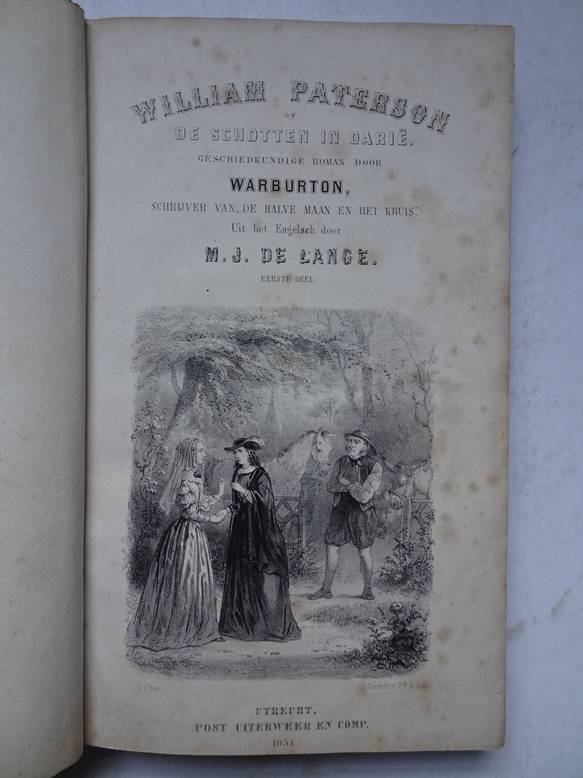 WILLIAM PATERSON
OF
DE SCHOTTEN IN DARIË.
GESCHIEDKUNDIGE ROMAN DOOR
WARBURTON,
SCHRIJVER VAN „DE HALVE MAAN EN HET KRUIS.”
Uit het Engelsch door
M. J. DE LANGE.
EERSTE DEEL.
UTRECHT,
POST UITERWEER EN COMP.